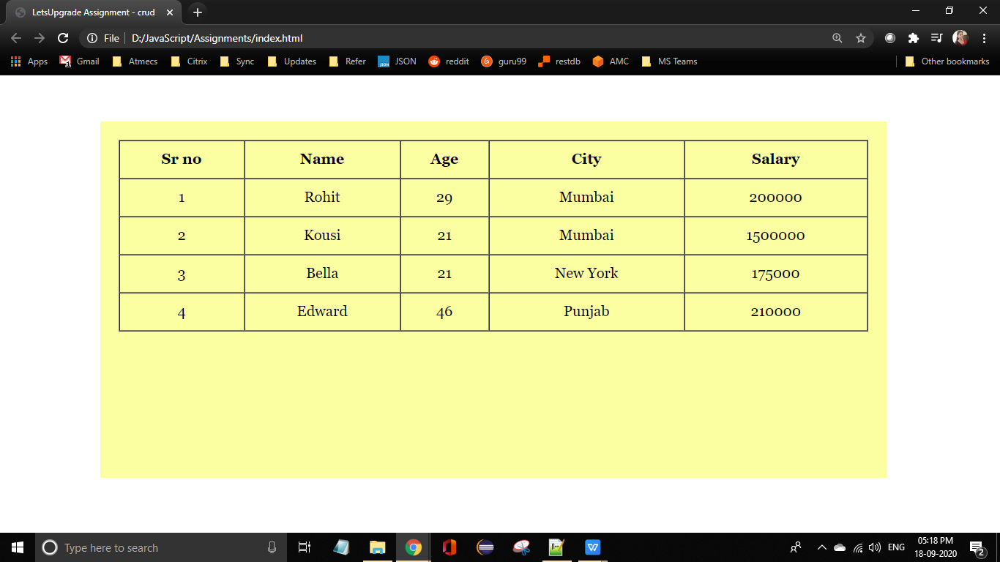 LetsUpgrade Assignment - crud
File D:/JavaScript/Assignments/index.html
Apps Gmail Atmecs Citrix Sync Updates Refer JSON reddit guru99 restdb AMC MS Teams Other bookmarks
Sr no Name Age City Salary
1 Rohit 29 Mumbai 200000
2 Kousi 21 Mumbai 1500000
3 Bella 21 New York 175000
4 Edward 46 Punjab 210000
Type here to search ENG 05:18 PM
18-09-2020 2